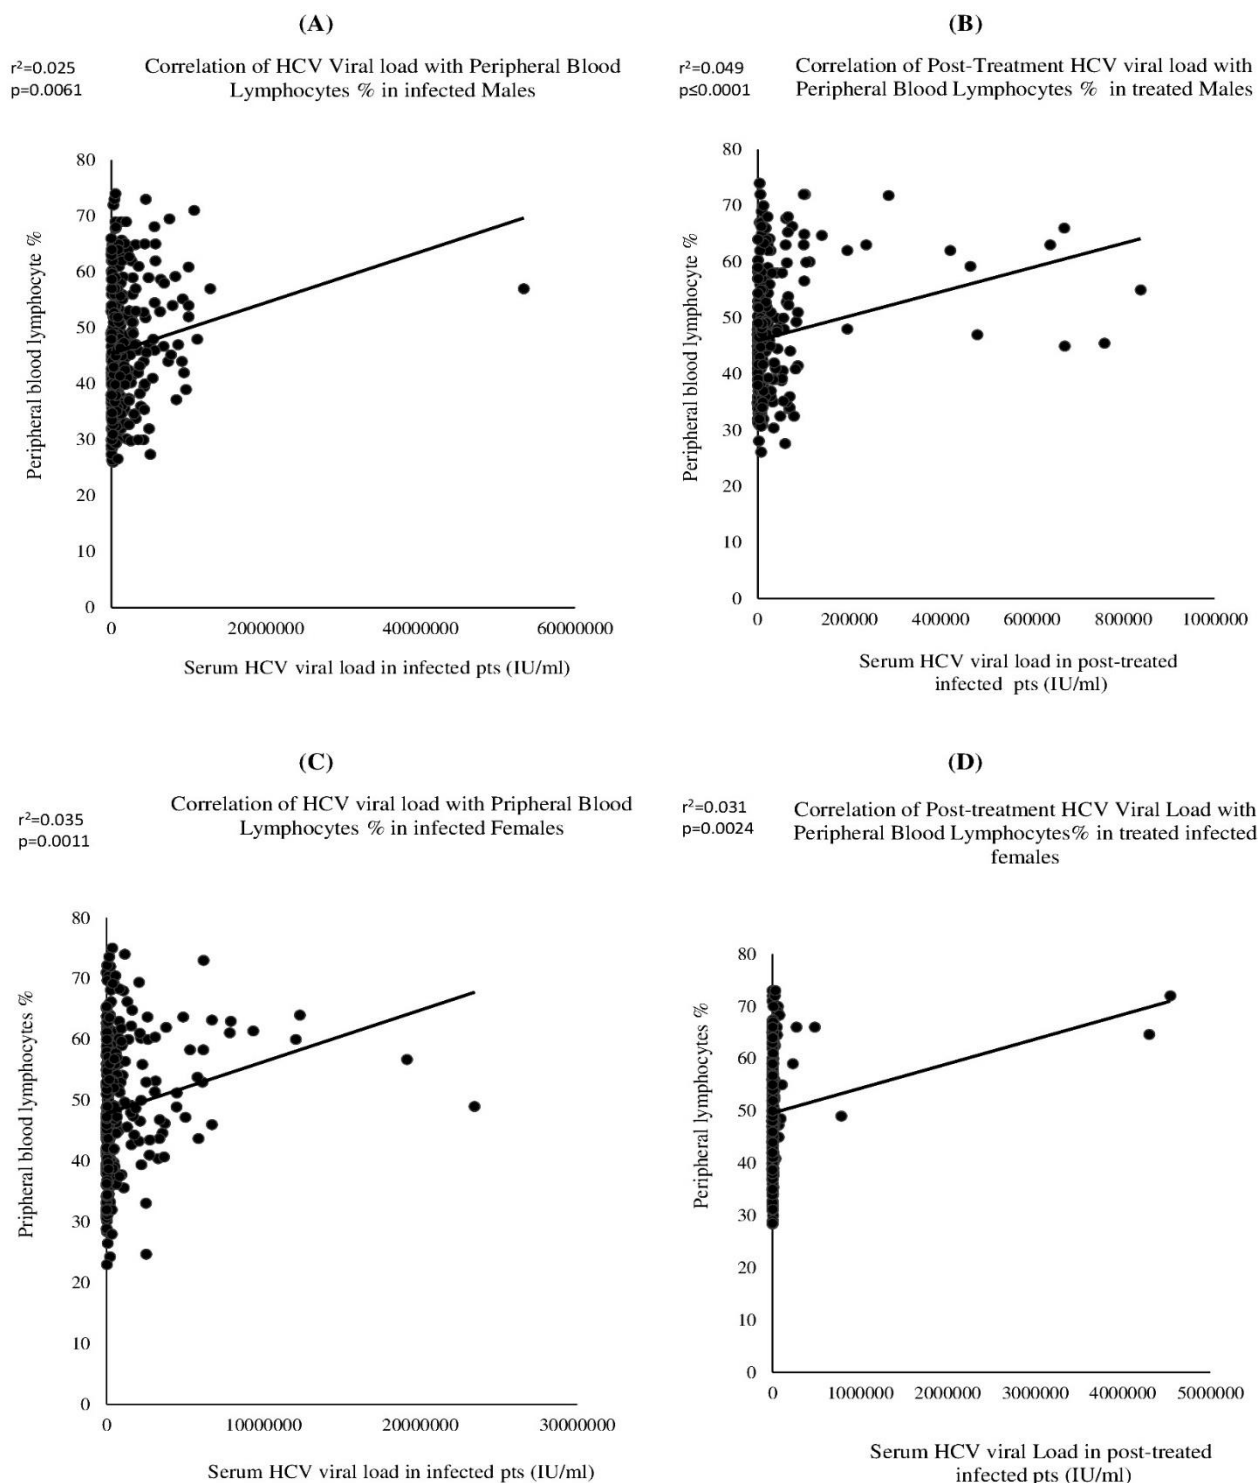 (A)
r²=0.025
p=0.0061
Correlation of HCV Viral load with Peripheral Blood
Lymphocytes % in infected Males
Peripheral blood lymphocyte %
80
70
60
50
40
30
20
10
0
0 20000000 40000000 60000000
Serum HCV viral load in infected pts (IU/ml)
(B)
r²=0.049
p≤0.0001
Correlation of Post-Treatment HCV viral load with
Peripheral Blood Lymphocytes % in treated Males
Peripheral blood lymphocyte %
80
70
60
50
40
30
20
10
0
0 200000 400000 600000 800000 1000000
Serum HCV viral load in post-treated
infected pts (IU/ml)
(C)
r²=0.035
p=0.0011
Correlation of HCV viral load with Pripheral Blood
Lymphocytes % in infected Females
Pripheral blood lymphocytes %
80
70
60
50
40
30
20
10
0
0 10000000 20000000 30000000
Serum HCV viral load in infected pts (IU/ml)
(D)
r²=0.031
p=0.0024
Correlation of Post-treatment HCV Viral Load with
Peripheral Blood Lymphocytes% in treated infected
females
Peripheral lymphocytes %
80
70
60
50
40
30
20
10
0
0 1000000 2000000 3000000 4000000 5000000
Serum HCV viral Load in post-treated
infected pts (IU/ml)